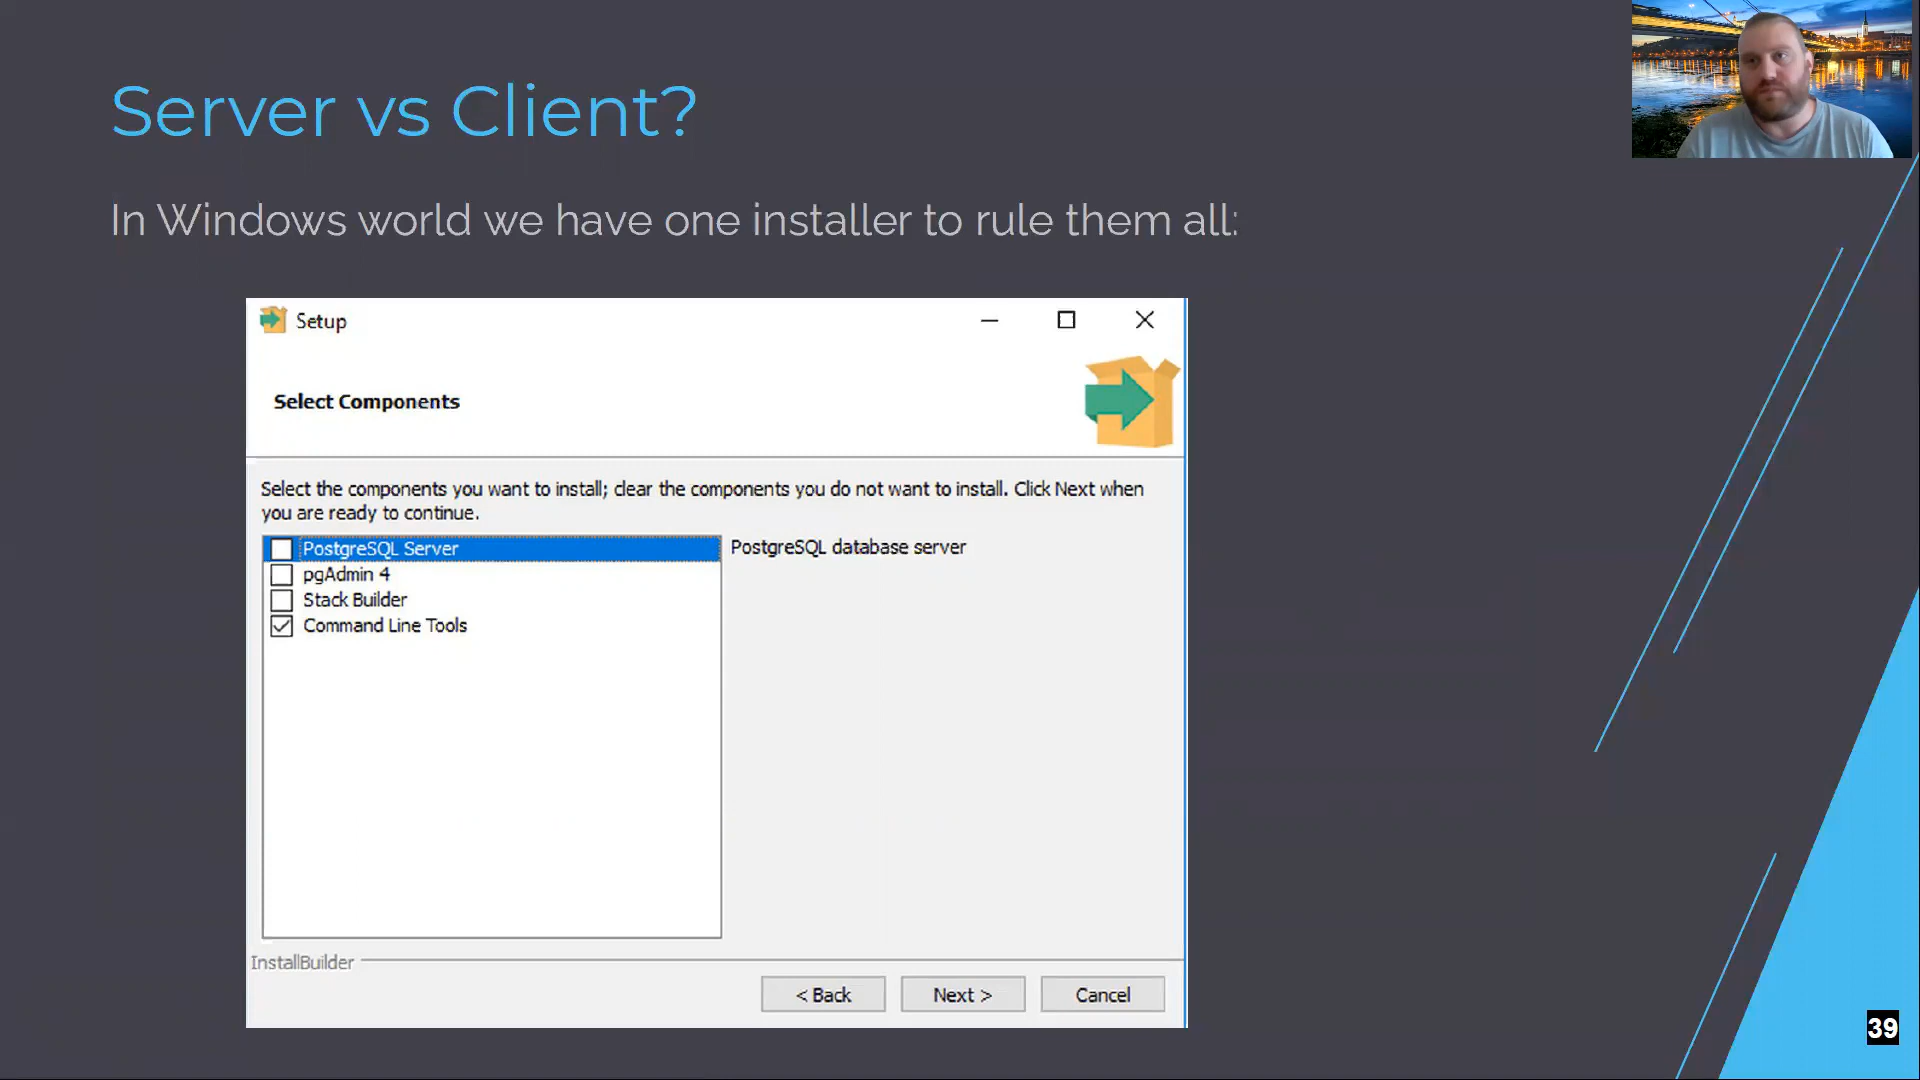 Server vs Client?
In Windows world we have one installer to rule them all:
Setup
Select Components
Select the components you want to install; clear the components you do not want to install. Click Next when
you are ready to continue.
PostgreSQL Server
PostgreSQL database server
pgAdmin 4
Stack Builder
Command Line Tools
InstallBuilder
< Back
Next >
Cancel
39